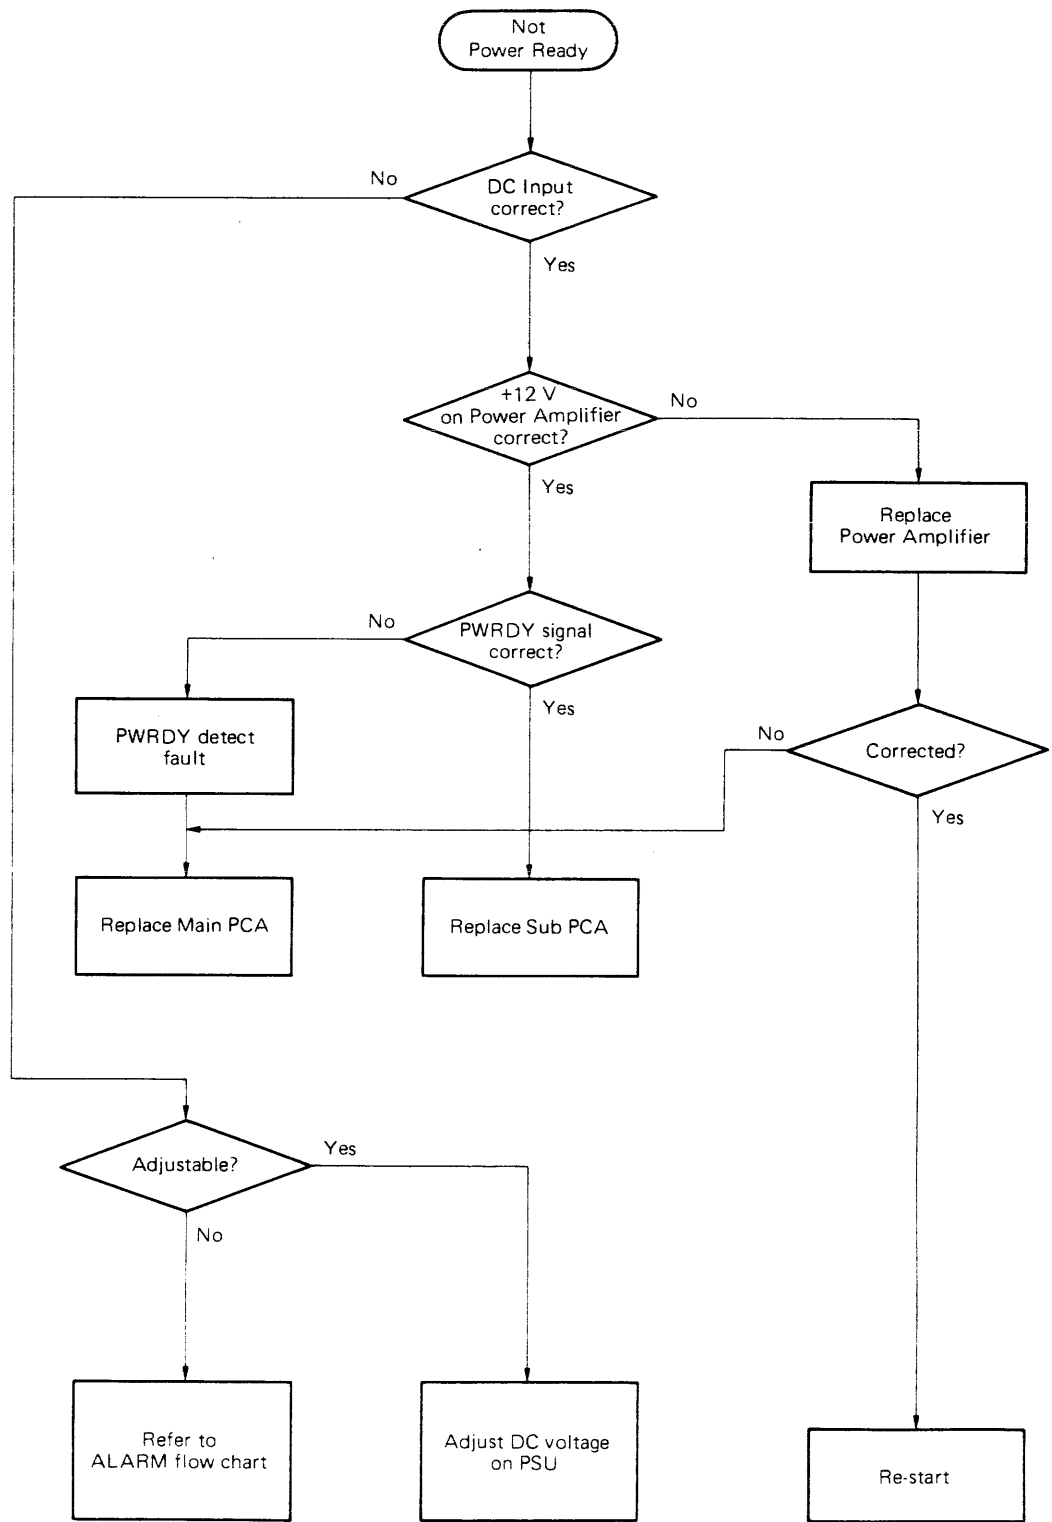 Not
Power Ready
No
DC Input
correct?
Yes
+12 V
on Power Amplifier
correct?
No
Yes
Replace
Power Amplifier
No
PWRDY signal
correct?
Yes
PWRDY detect
fault
No
Corrected?
Yes
Replace Main PCA
Replace Sub PCA
Adjustable?
Yes
No
Refer to
ALARM flow chart
Adjust DC voltage
on PSU
Re-start